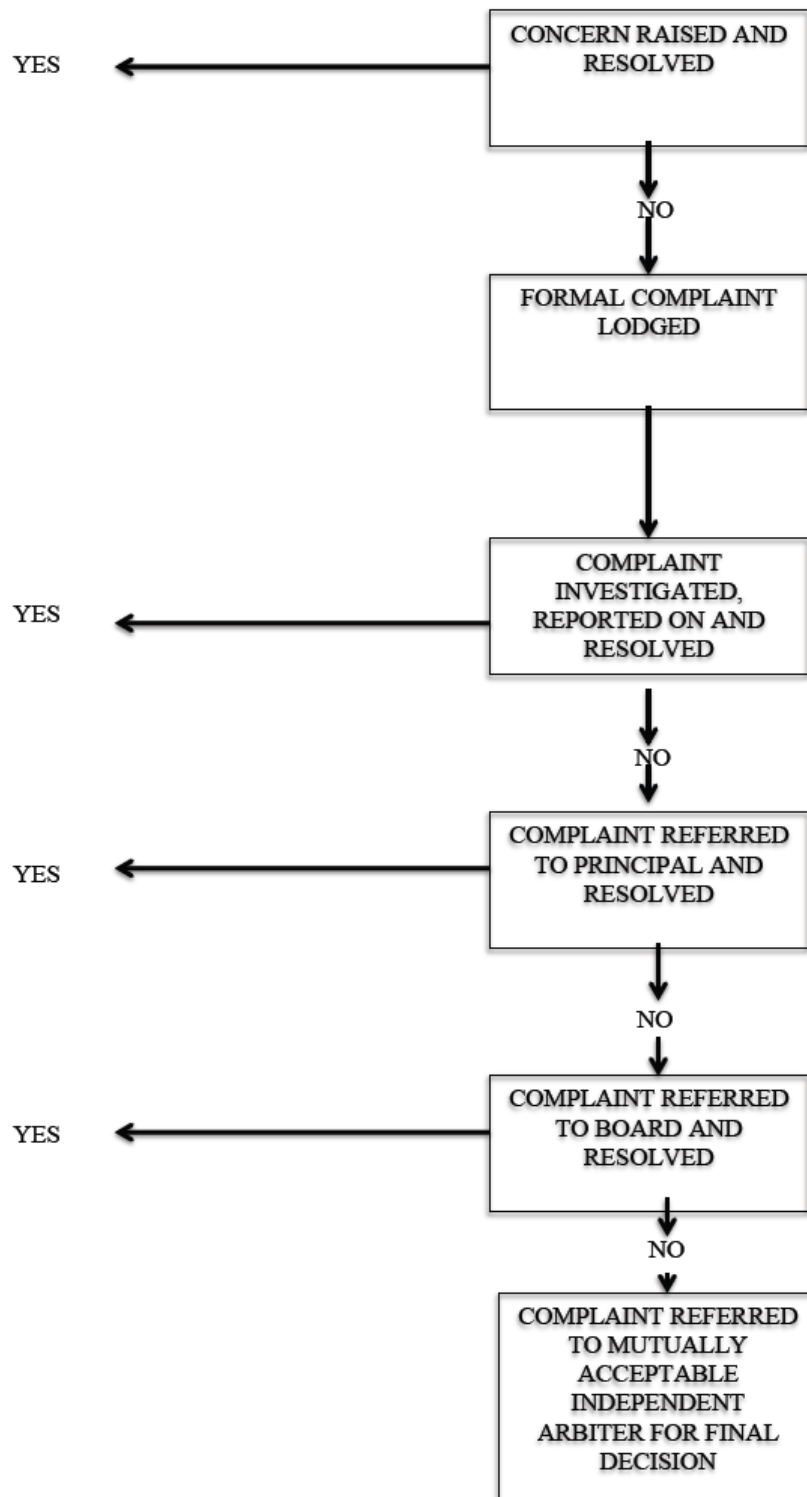 CONCERN RAISED AND
RESOLVED
YES
NO
FORMAL COMPLAINT
LODGED
COMPLAINT
INVESTIGATED,
REPORTED ON AND
RESOLVED
YES
NO
COMPLAINT REFERRED
TO PRINCIPAL AND
RESOLVED
YES
NO
COMPLAINT REFERRED
TO BOARD AND
RESOLVED
YES
NO
COMPLAINT REFERRED
TO MUTUALLY
ACCEPTABLE
INDEPENDENT
ARBITER FOR FINAL
DECISION